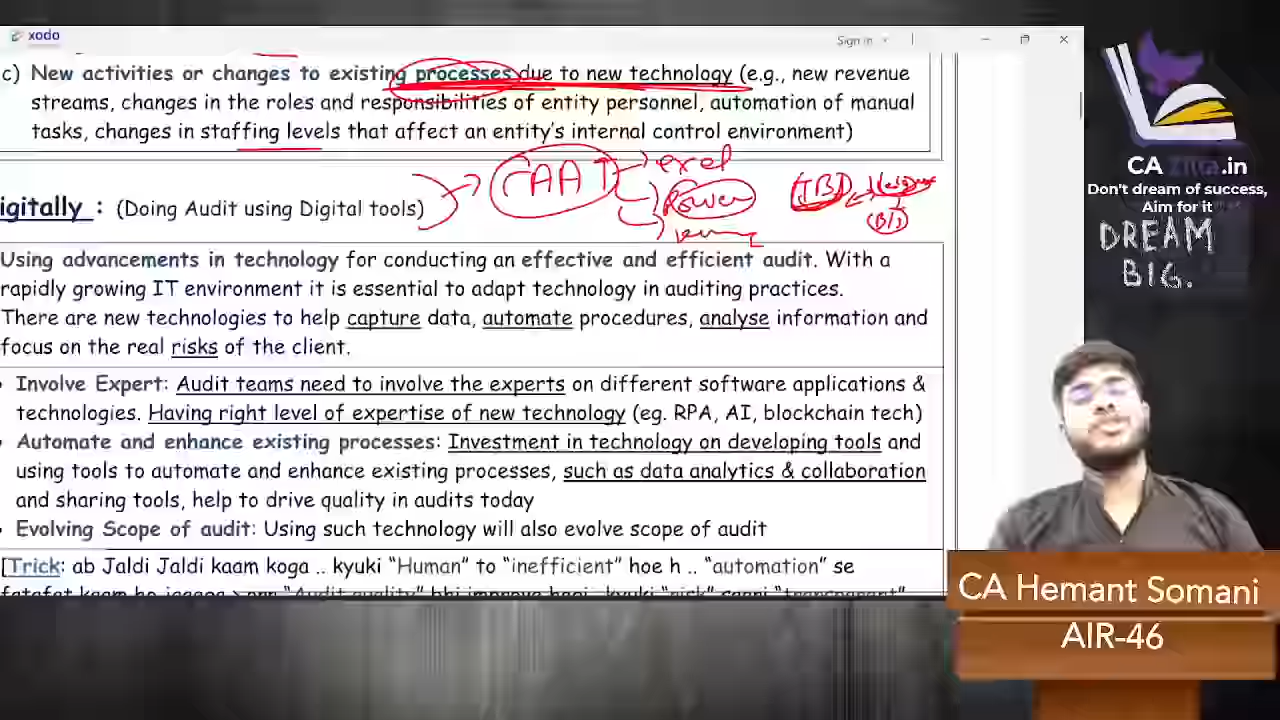 xodo
Sign in
c) New activities or changes to existing processes due to new technology (e.g., new revenue
streams, changes in the roles and responsibilities of entity personnel, automation of manual
tasks, changes in staffing levels that affect an entity's internal control environment)
CAAT
excel
Power
TBD
B/S
igitally : (Doing Audit using Digital tools)
Using advancements in technology for conducting an effective and efficient audit. With a
rapidly growing IT environment it is essential to adapt technology in auditing practices.
There are new technologies to help capture data, automate procedures, analyse information and
focus on the real risks of the client.
Involve Expert: Audit teams need to involve the experts on different software applications &
technologies. Having right level of expertise of new technology (eg. RPA, AI, blockchain tech)
Automate and enhance existing processes: Investment in technology on developing tools and
using tools to automate and enhance existing processes, such as data analytics & collaboration
and sharing tools, help to drive quality in audits today
Evolving Scope of audit: Using such technology will also evolve scope of audit
[Trick: ab Jaldi Jaldi kaam koga .. kyuki “Human” to “inefficient” hoe h .. “automation” se
CA .in
Don't dream of success,
Aim for it
DREAM
BIG.
CA Hemant Somani
AIR-46